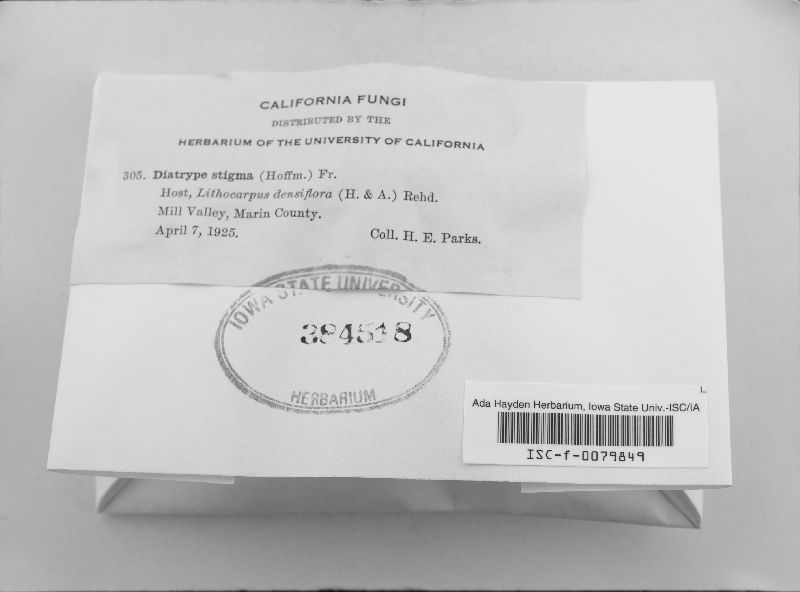 CALIFORNIA FUNGI
DISTRIBUTED BY THE
HERBARIUM OF THE UNIVERSITY OF CALIFORNIA
305. Diatrype stigma (Hoffm.) Fr.
Host, Lithocarpus densiflora (H. & A.) Rehd.
Mill Valley, Marin County.
April 7, 1925. Coll. H. E. Parks.
IOWA STATE UNIVERSITY
384518
HERBARIUM
L
Ada Hayden Herbarium, Iowa State Univ.-ISC/IA
ISC-f-0079849